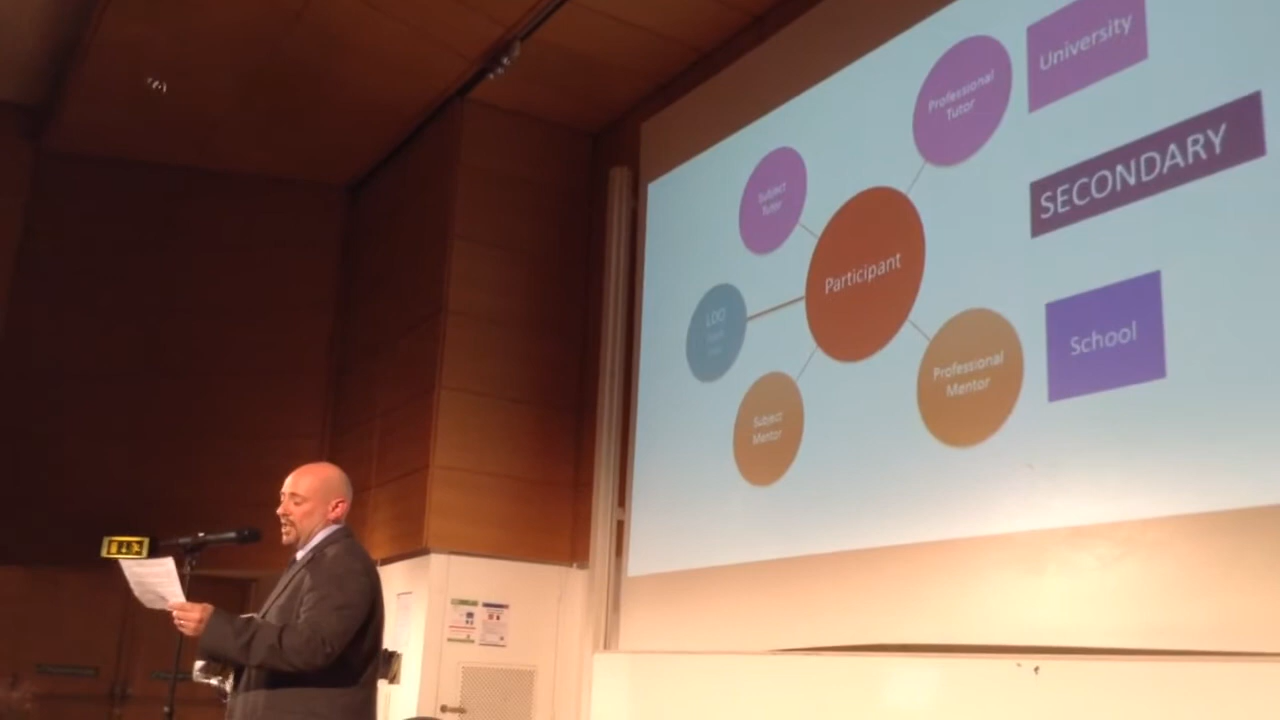 University
Professional
Tutor
SECONDARY
Subject
Tutor
Participant
LDO
School
Professional
Mentor
Subject
Mentor